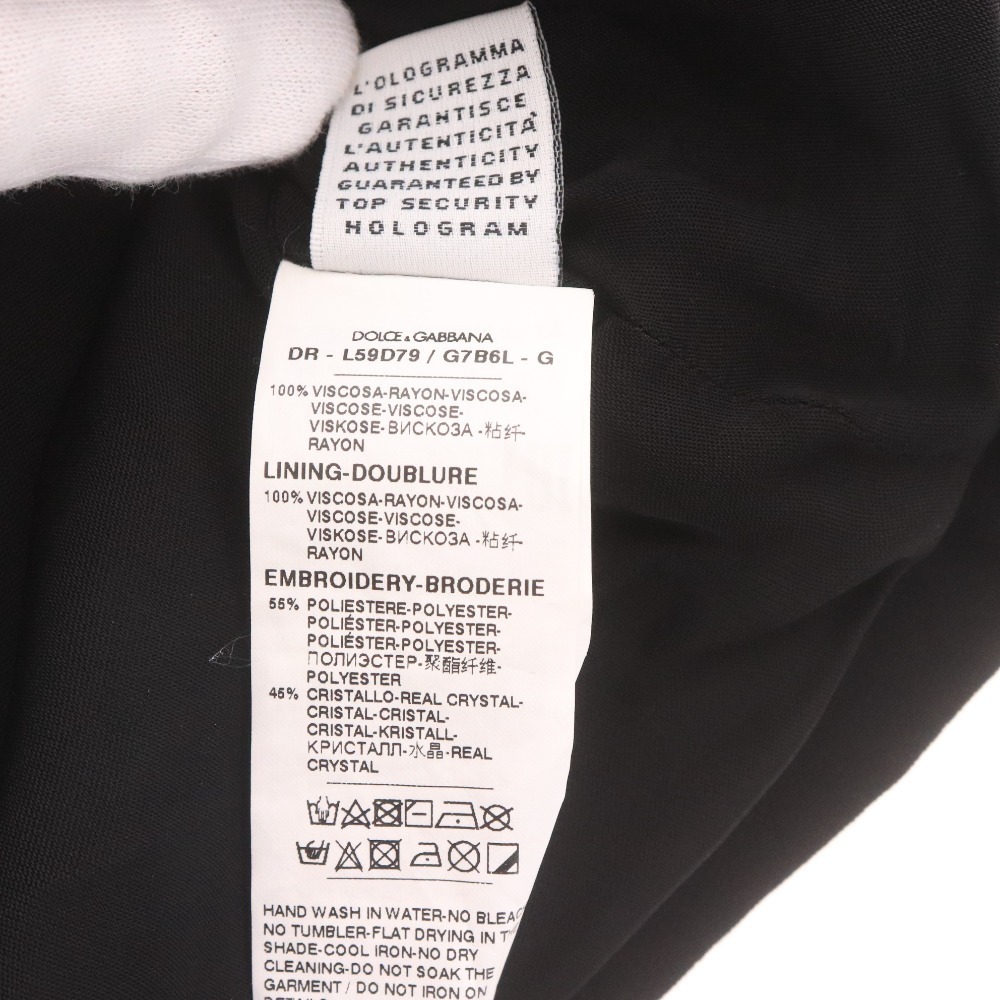 L'OLOGRAMMA
DI SICUREZZA
GARANTISCE
L'AUTENTICITÀ
AUTHENTICITY
GUARANTEED BY
TOP SECURITY
HOLOGRAM
DOLCE & GABBANA
DR - L59D79 / G7B6L - G
100% VISCOSA-RAYON-VISCOSA-
VISCOSE-VISCOSE-
VISKOSE-ВИСКОЗА -粘纤-
RAYON
LINING-DOUBLURE
100% VISCOSA-RAYON-VISCOSA-
VISCOSE-VISCOSE-
VISKOSE-ВИСКОЗА -粘纤-
RAYON
EMBROIDERY-BRODERIE
55% POLIESTERE-POLYESTER-
POLIÉSTER-POLYESTER-
POLIÉSTER-POLYESTER-
ПОЛИЭСТЕР-聚酯纤维-
POLYESTER
45% CRISTALLO-REAL CRYSTAL-
CRISTAL-CRISTAL-
CRISTAL-KRISTALL-
КРИСТАЛЛ-水晶-REAL
CRYSTAL
HAND WASH IN WATER-NO
NO TUMBLER-FLAT DRYING IN
SHADE-COOL IRON-NO DRY
CLEANING-DO NOT SOAK THE
GARMENT / DO NOT IRON ON